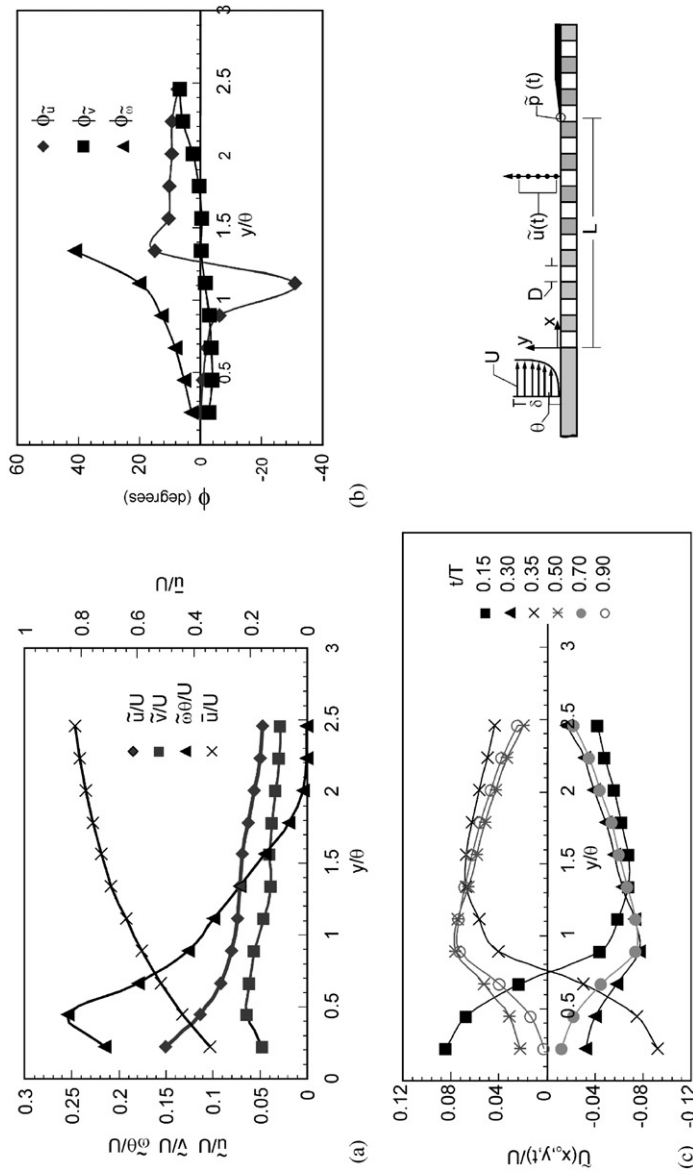 1
0.8
0.6
0.4
0.2
0
u̅/U
0.3
0.25
0.2
0.15
0.1
0.05
0
ũ/U
ṽ/U
ω̃θ/U
u̅/U
ũ/U
ṽ/U ω̃θ/U
0
0.5
1
1.5
2
2.5
3
y/θ
(a)
60
40
20
0
-20
-40
ϕ (degrees)
ϕũ
ϕṽ
ϕω̃
0.5
1
1.5
2
2.5
3
y/θ
(b)
0.12
0.08
0.04
0
-0.04
-0.08
-0.12
Ũ(xₒ,y,t)/U
0.5
1
1.5
2
2.5
3
y/θ
t/T
0.15
0.30
0.35
0.50
0.70
0.90
(c)
U
T
δ
θ
y
x
D
L
ũ(t)
p̃ (t)